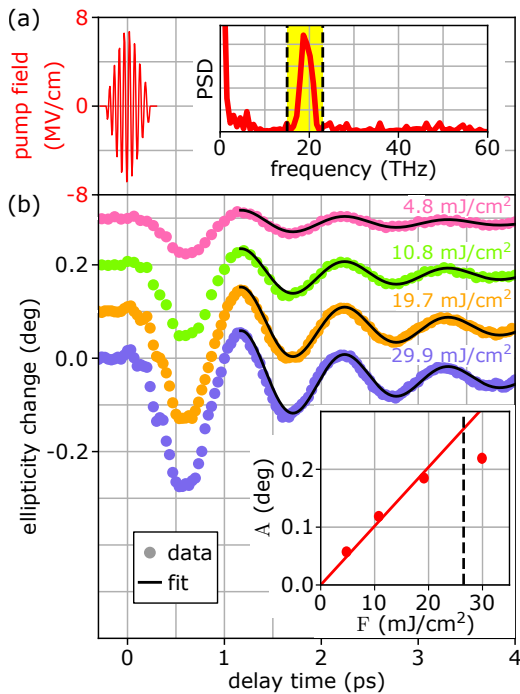 (a)
8
0
-8
pump field
(MV/cm)
PSD
0
20
40
60
frequency (THz)
(b)
4.8 mJ/cm²
10.8 mJ/cm²
19.7 mJ/cm²
29.9 mJ/cm²
0.2
0.0
-0.2
ellipticity change (deg)
data
fit
0.2
0.1
0.0
A (deg)
0
10
20
30
F (mJ/cm²)
0
1
2
3
4
delay time (ps)